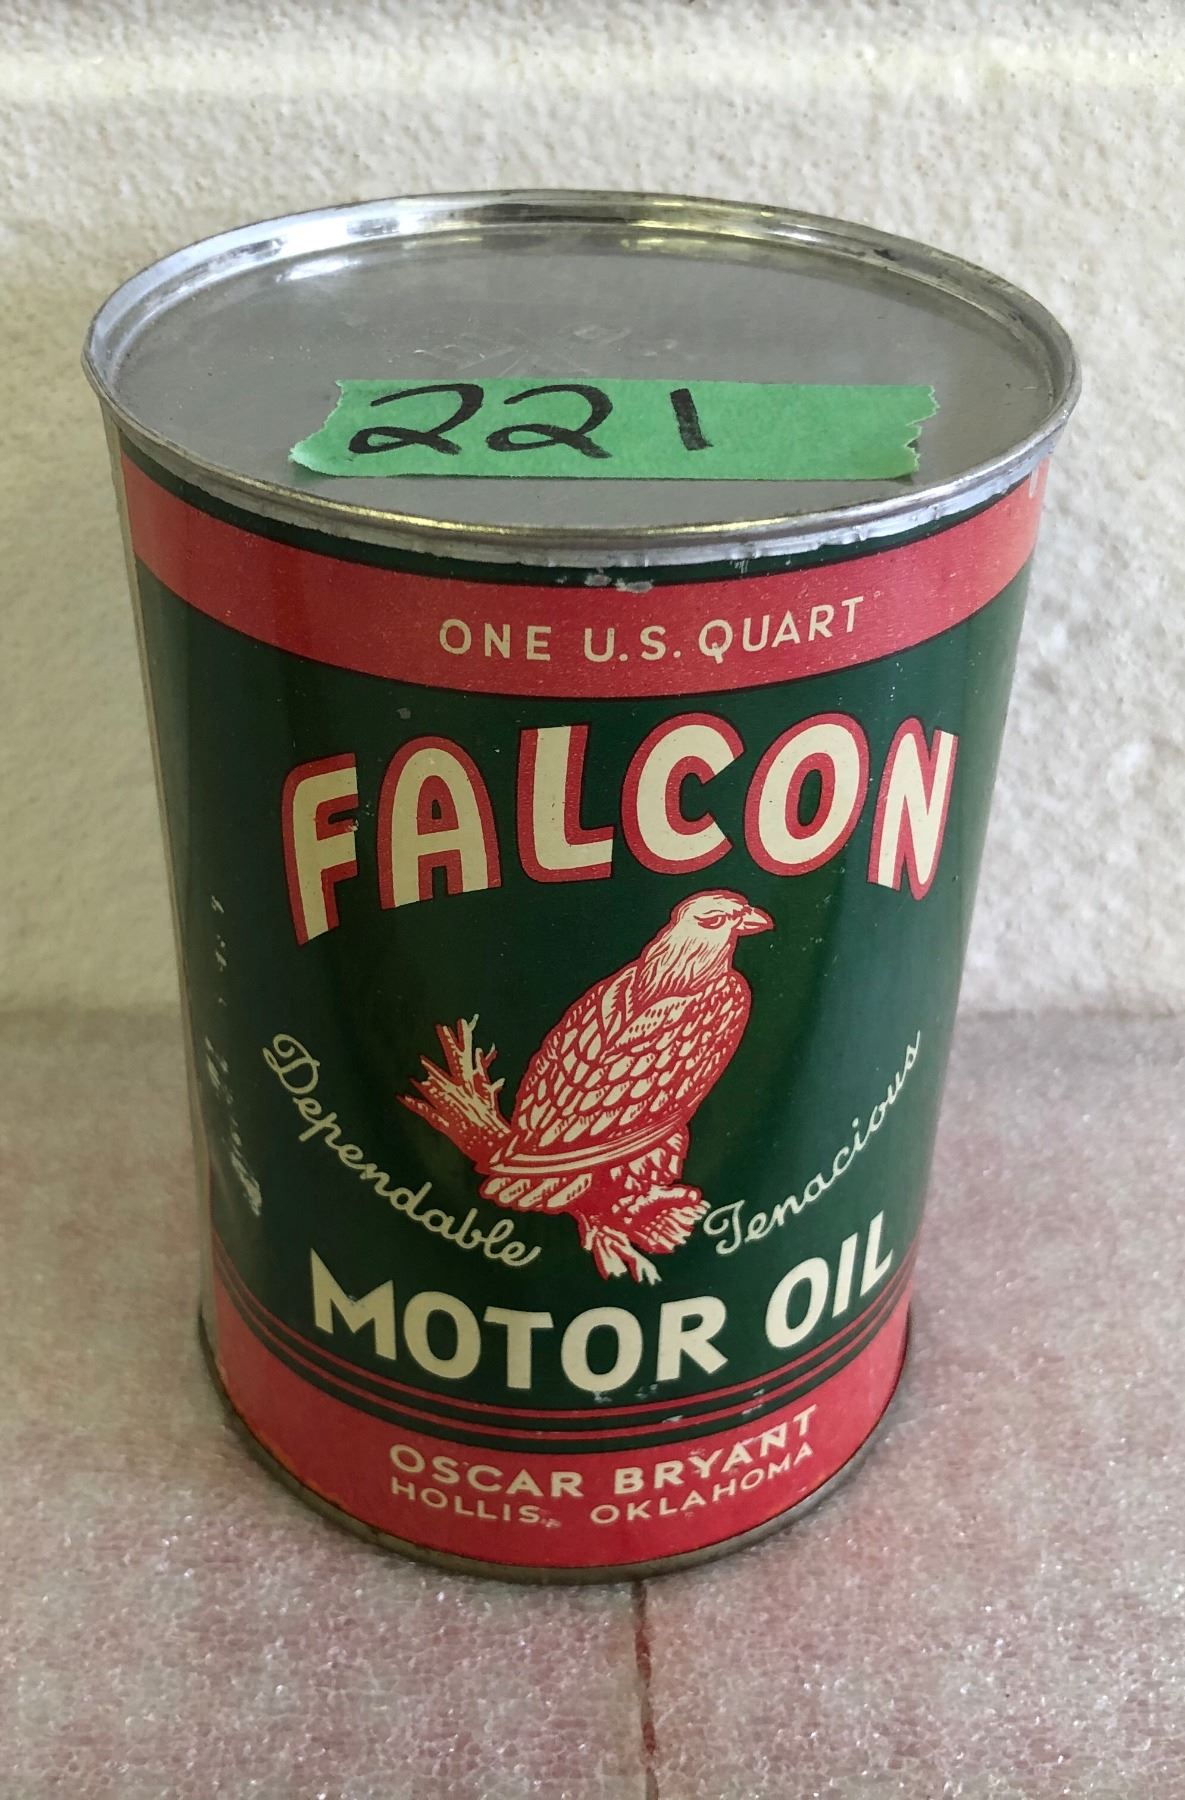 221
ONE U.S. QUART
FALCON
Dependable
Tenacious
MOTOR OIL
OSCAR BRYANT
HOLLIS, OKLAHOMA